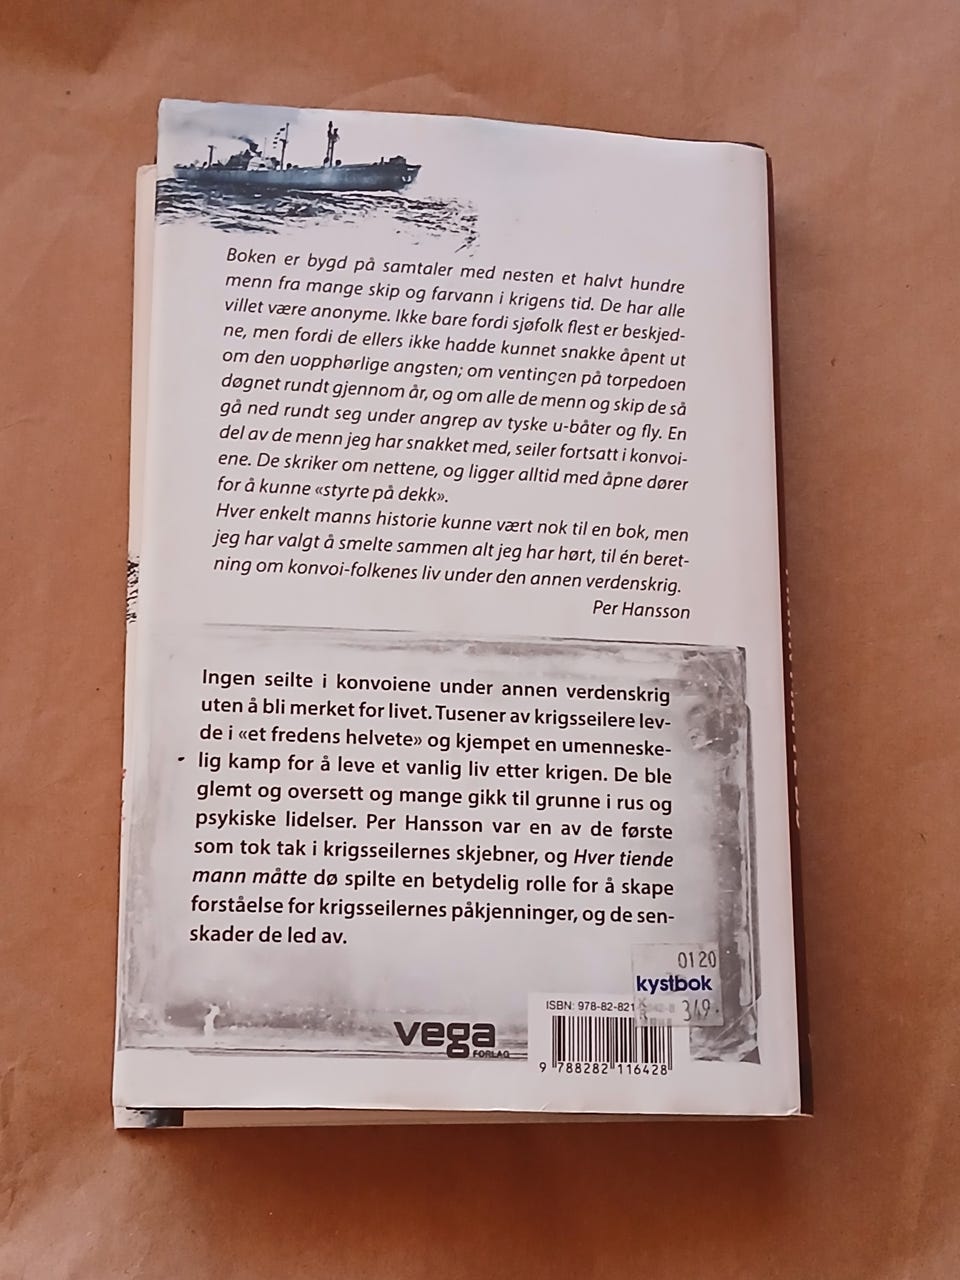 Boken er bygd på samtaler med nesten et halvt hundre
menn fra mange skip og farvann i krigens tid. De har alle
villet være anonyme. Ikke bare fordi sjøfolk flest er beskjed-
ne, men fordi de ellers ikke hadde kunnet snakke åpent ut
om den uopphørlige angsten; om ventingen på torpedoen
døgnet rundt gjennom år, og om alle de menn og skip de så
gå ned rundt seg under angrep av tyske u-båter og fly. En
del av de menn jeg har snakket med, seiler fortsatt i konvoi-
ene. De skriker om nettene, og ligger alltid med åpne dører
for å kunne «styrte på dekk».
Hver enkelt manns historie kunne vært nok til en bok, men
jeg har valgt å smelte sammen alt jeg har hørt, til én beret-
ning om konvoi-folkenes liv under den annen verdenskrig.
Per Hansson
Ingen seilte i konvoiene under annen verdenskrig
uten å bli merket for livet. Tusener av krigsseilere lev-
de i «et fredens helvete» og kjempet en umenneske-
lig kamp for å leve et vanlig liv etter krigen. De ble
glemt og oversett og mange gikk til grunne i rus og
psykiske lidelser. Per Hansson var en av de første
som tok tak i krigsseilernes skjebner, og Hver tiende
mann måtte dø spilte en betydelig rolle for å skape
forståelse for krigsseilernes påkjenninger, og de sen-
skader de led av.
0120
kystbok
349.
ISBN: 978-82-821
vega
FORLAG
9 788282 116428